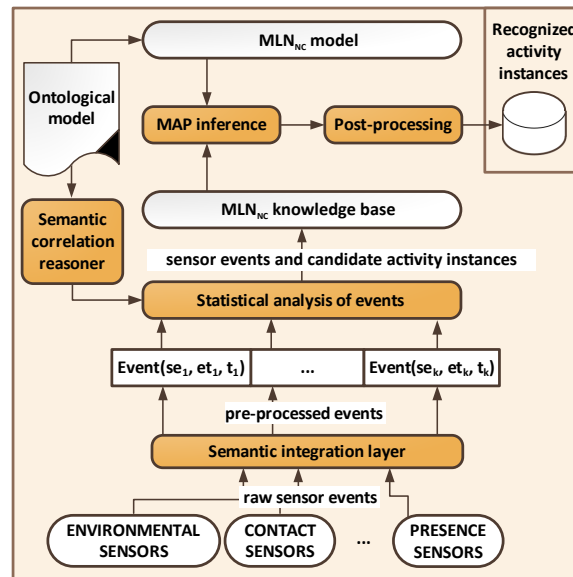 MLN_NC model
Recognized
activity
instances
Ontological
model
MAP inference
Post-processing
Semantic
correlation
reasoner
MLN_NC knowledge base
sensor events and candidate activity instances
Statistical analysis of events
Event(se₁, et₁, t₁)
...
Event(seₖ, etₖ, tₖ)
pre-processed events
Semantic integration layer
raw sensor events
ENVIRONMENTAL
SENSORS
CONTACT
SENSORS
...
PRESENCE
SENSORS